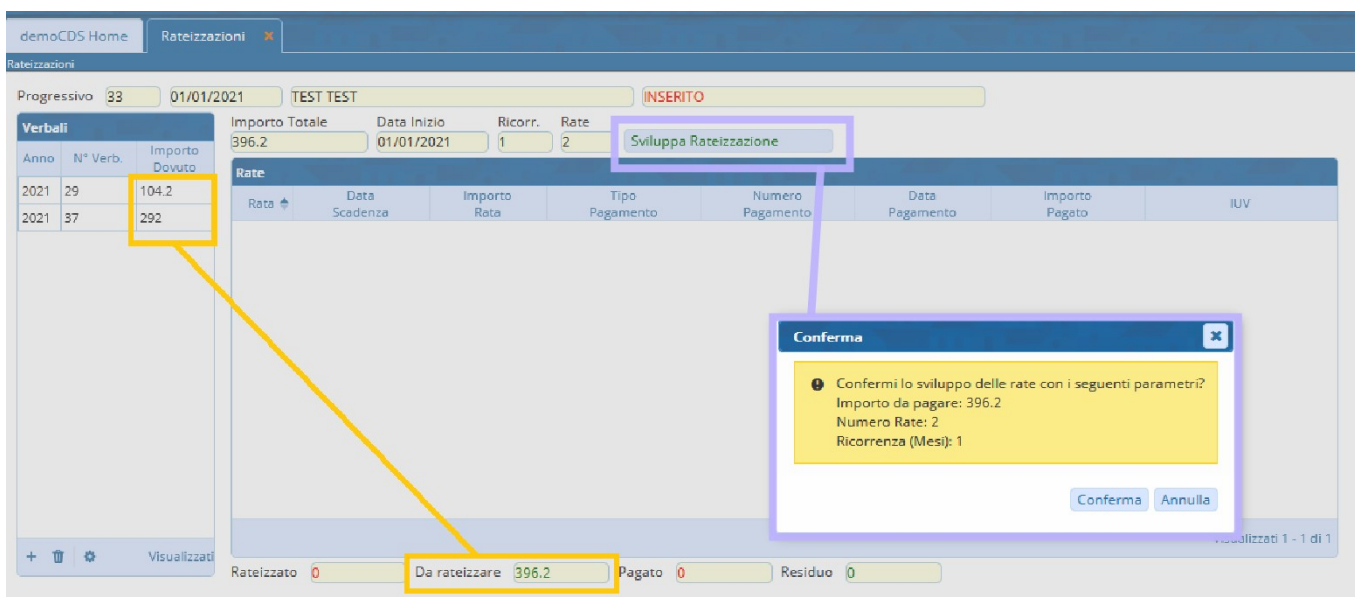 demoCDS Home Rateizzazioni
Rateizzazioni
Progressivo 33 01/01/2021 TEST TEST INSERITO
Verbali
Anno N° Verb. Importo Dovuto
2021 29 104.2
2021 37 292
Visualizzati
Importo Totale Data Inizio Ricorr. Rate
396.2 01/01/2021 1 2 Sviluppa Rateizzazione
Rate
Rata Data Scadenza Importo Rata Tipo Pagamento Numero Pagamento Data Pagamento Importo Pagato IUV
Conferma
Confermi lo sviluppo delle rate con i seguenti parametri?
Importo da pagare: 396.2
Numero Rate: 2
Ricorrenza (Mesi): 1
Conferma Annulla
Visualizzati 1 - 1 di 1
Rateizzato 0 Da rateizzare 396.2 Pagato 0 Residuo 0